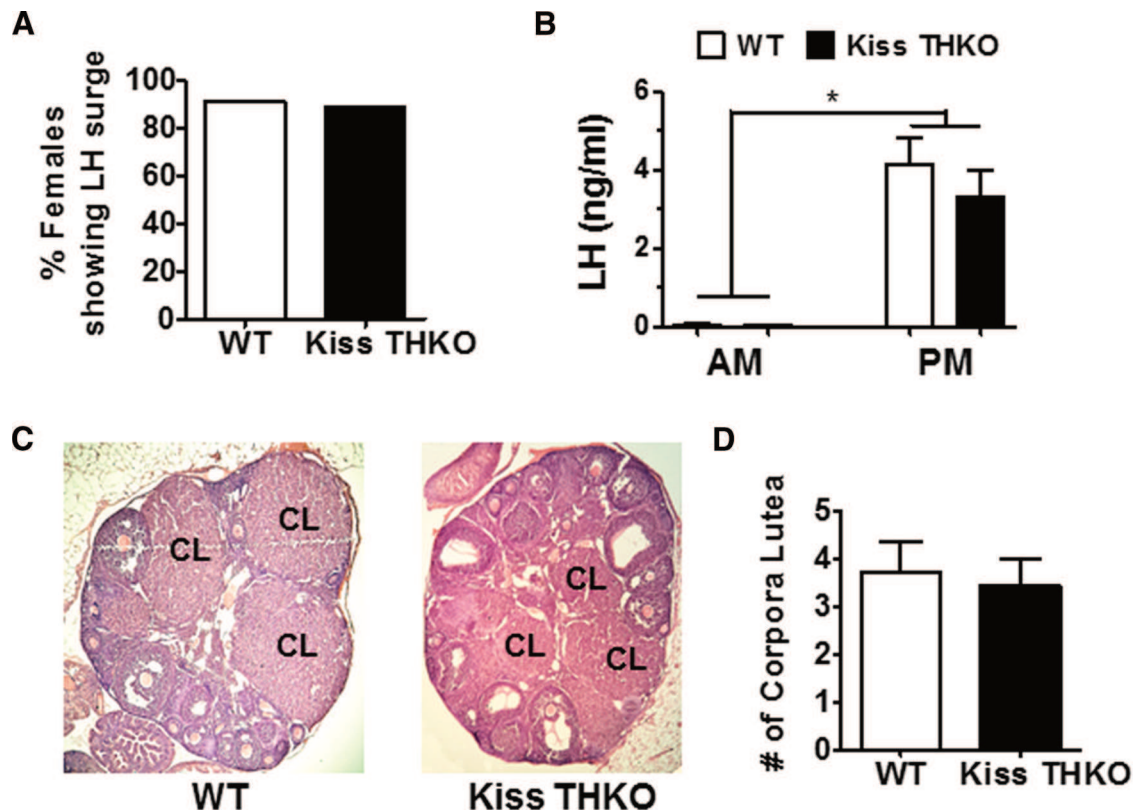 A
% Females
showing LH surge
100
80
60
40
20
0
WT
Kiss THKO
B
WT
Kiss THKO
LH (ng/ml)
6
4
2
0
*
AM
PM
C
CL
CL
CL
WT
CL
CL
CL
Kiss THKO
D
# of Corpora Lutea
5
4
3
2
1
0
WT
Kiss THKO